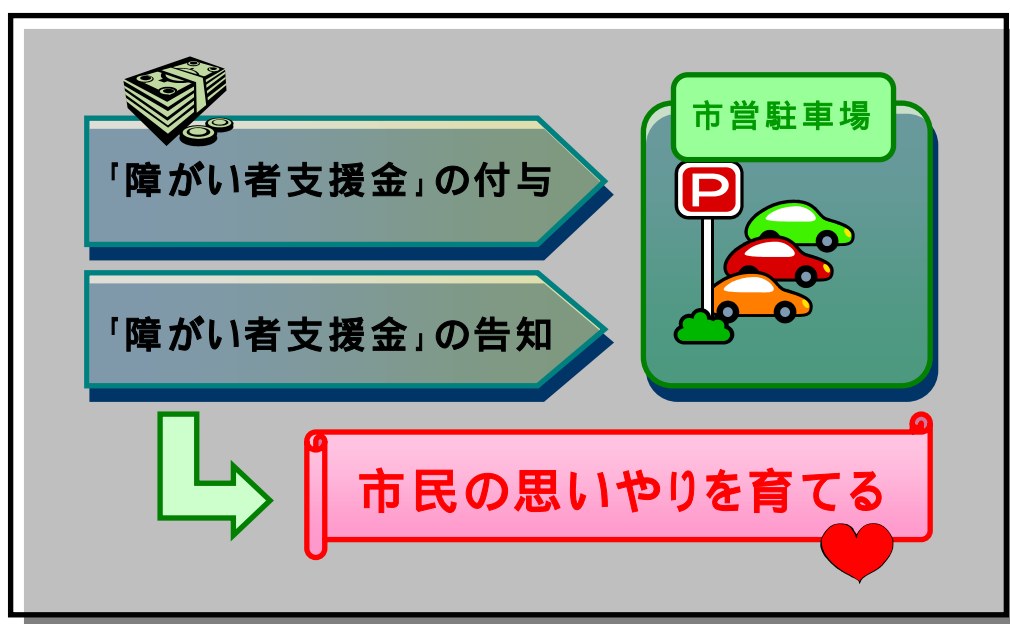 「障がい者支援金」の付与
市営駐車場
P
「障がい者支援金」の告知
市民の思いやりを育てる